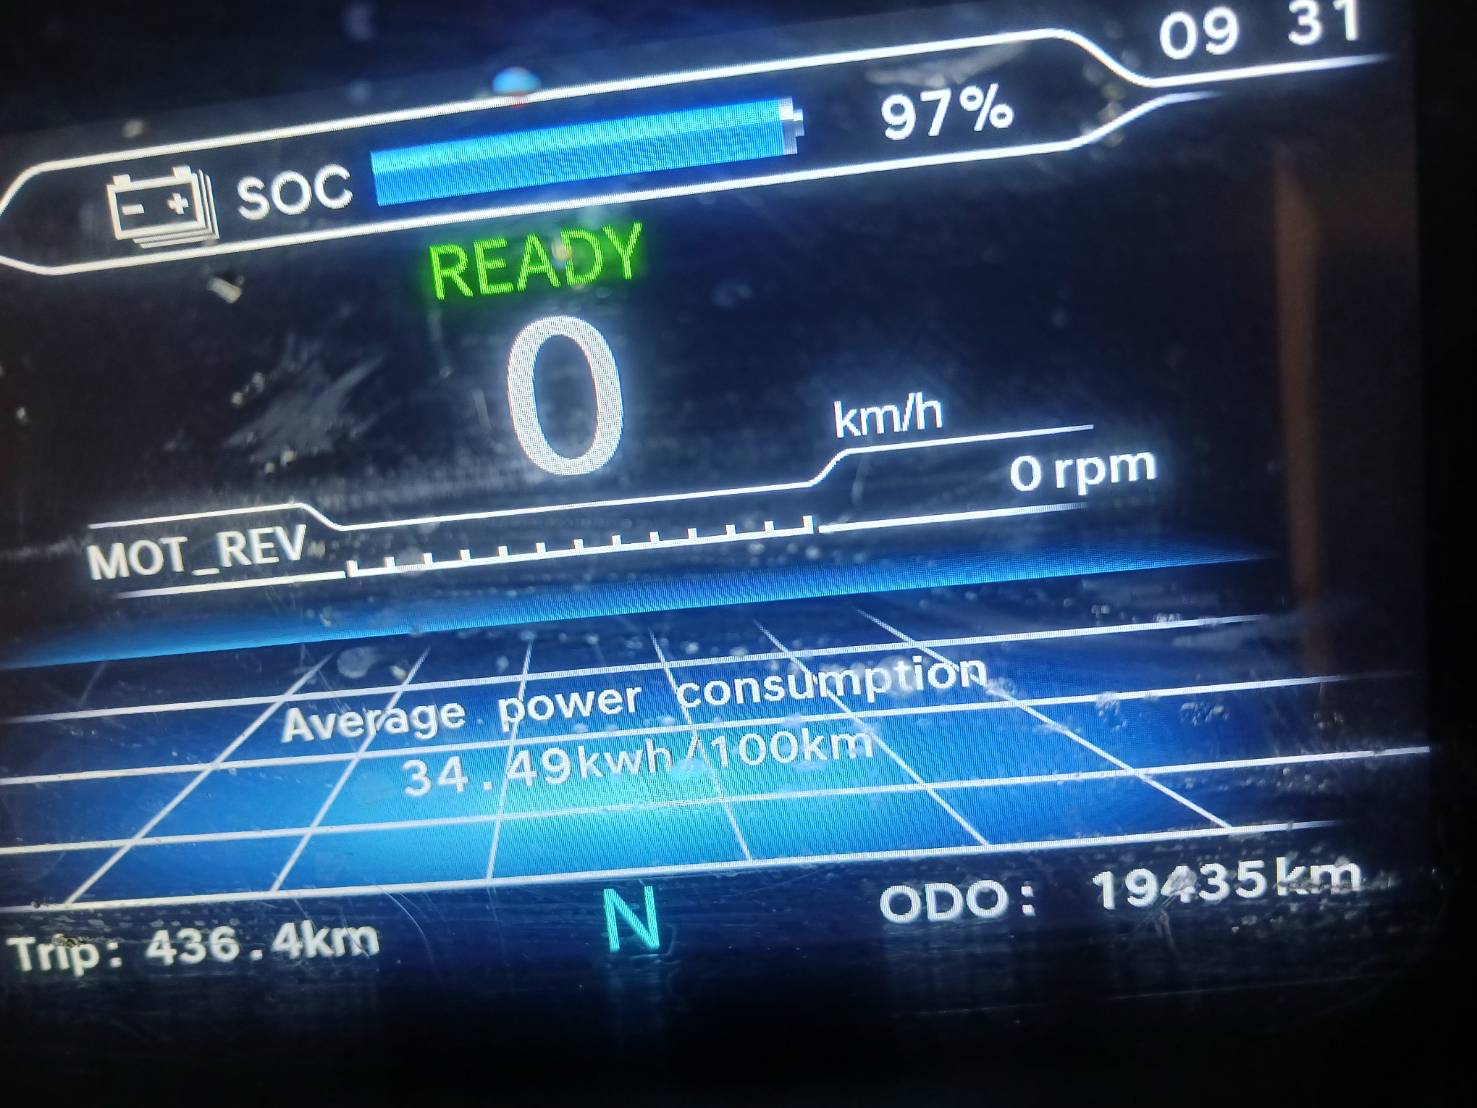 09 31
SOC 97%
READY
0
km/h
MOT_REV 0 rpm
Average power consumption
34.49kwh/100km
Trip: 436.4km N ODO: 19435km